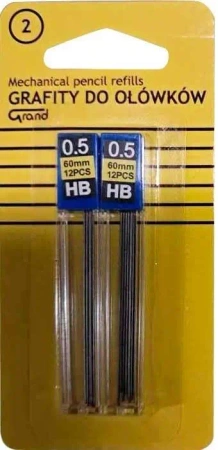 2
Mechanical pencil refills
GRAFITY DO OŁÓWKÓW
Grand
0.5 0.5
60mm 60mm
12PCS 12PCS
HB HB